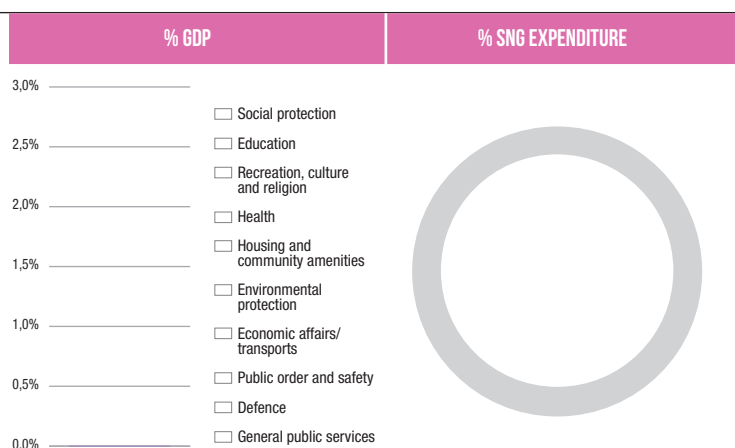 % GDP
% SNG EXPENDITURE
3,0%
2,5%
2,0%
1,5%
1,0%
0,5%
0,0%
Social protection
Education
Recreation, culture
and religion
Health
Housing and
community amenities
Environmental
protection
Economic affairs/
transports
Public order and safety
Defence
General public services